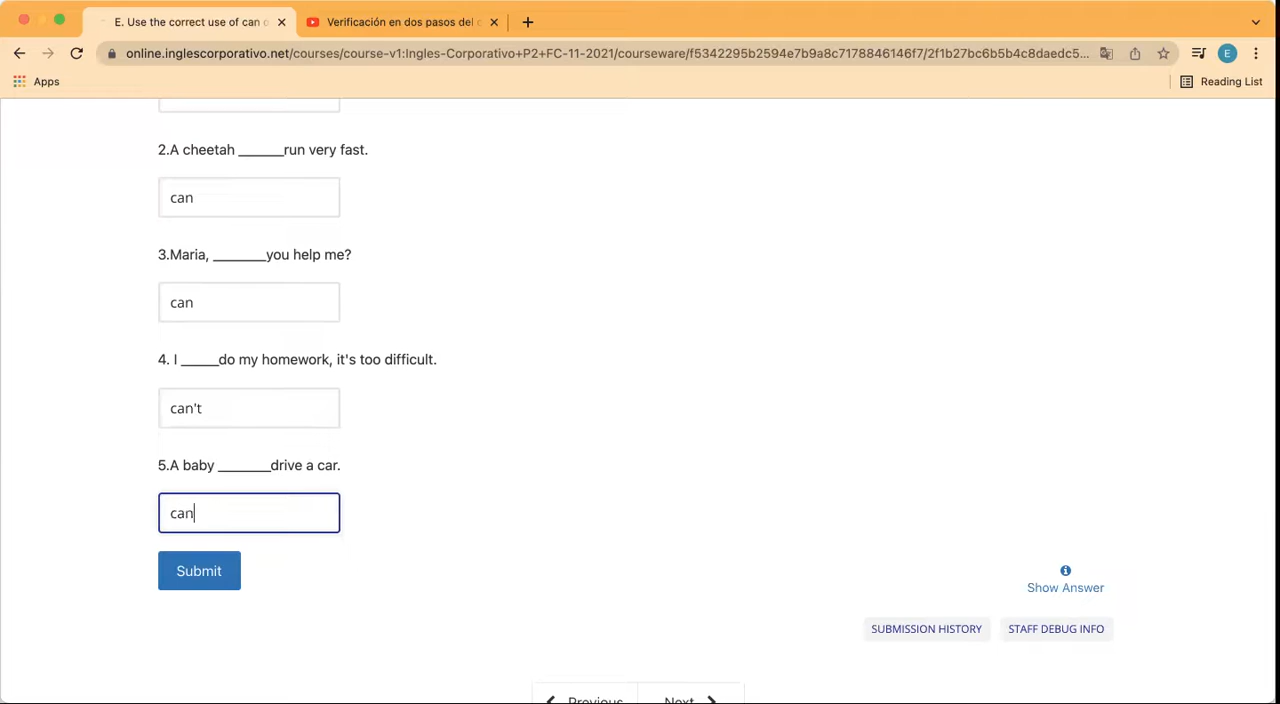 E. Use the correct use of can o
Verificación en dos pasos del c
online.inglescorporativo.net/courses/course-v1:Ingles-Corporativo+P2+FC-11-2021/courseware/f5342295b2594e7b9a8c7178846146f7/2f1b27bc6b5b4c8daedc5...
E
Apps
Reading List
2.A cheetah ______run very fast.
can
3.Maria, _______you help me?
can
4. I _____do my homework, it's too difficult.
can't
5.A baby _______drive a car.
can
Submit
Show Answer
SUBMISSION HISTORY
STAFF DEBUG INFO
Previous
Next